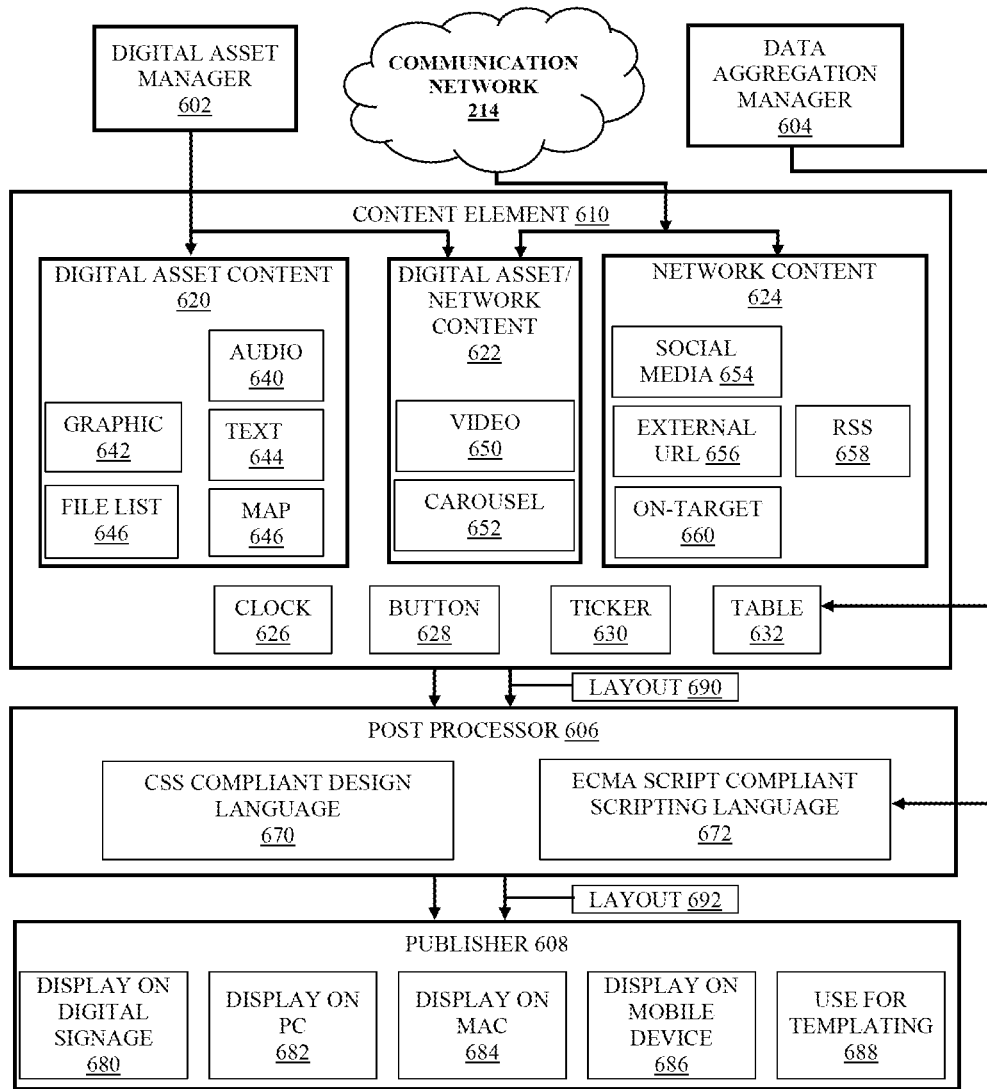 DIGITAL ASSET
MANAGER
602
COMMUNICATION
NETWORK
214
DATA
AGGREGATION
MANAGER
604
CONTENT ELEMENT 610
DIGITAL ASSET CONTENT
620
AUDIO
640
GRAPHIC
642
TEXT
644
FILE LIST
646
MAP
646
DIGITAL ASSET/
NETWORK
CONTENT
622
VIDEO
650
CAROUSEL
652
NETWORK CONTENT
624
SOCIAL
MEDIA 654
EXTERNAL
URL 656
RSS
658
ON-TARGET
660
CLOCK
626
BUTTON
628
TICKER
630
TABLE
632
LAYOUT 690
POST PROCESSOR 606
CSS COMPLIANT DESIGN
LANGUAGE
670
ECMA SCRIPT COMPLIANT
SCRIPTING LANGUAGE
672
LAYOUT 692
PUBLISHER 608
DISPLAY ON
DIGITAL
SIGNAGE
680
DISPLAY ON
PC
682
DISPLAY ON
MAC
684
DISPLAY ON
MOBILE
DEVICE
686
USE FOR
TEMPLATING
688